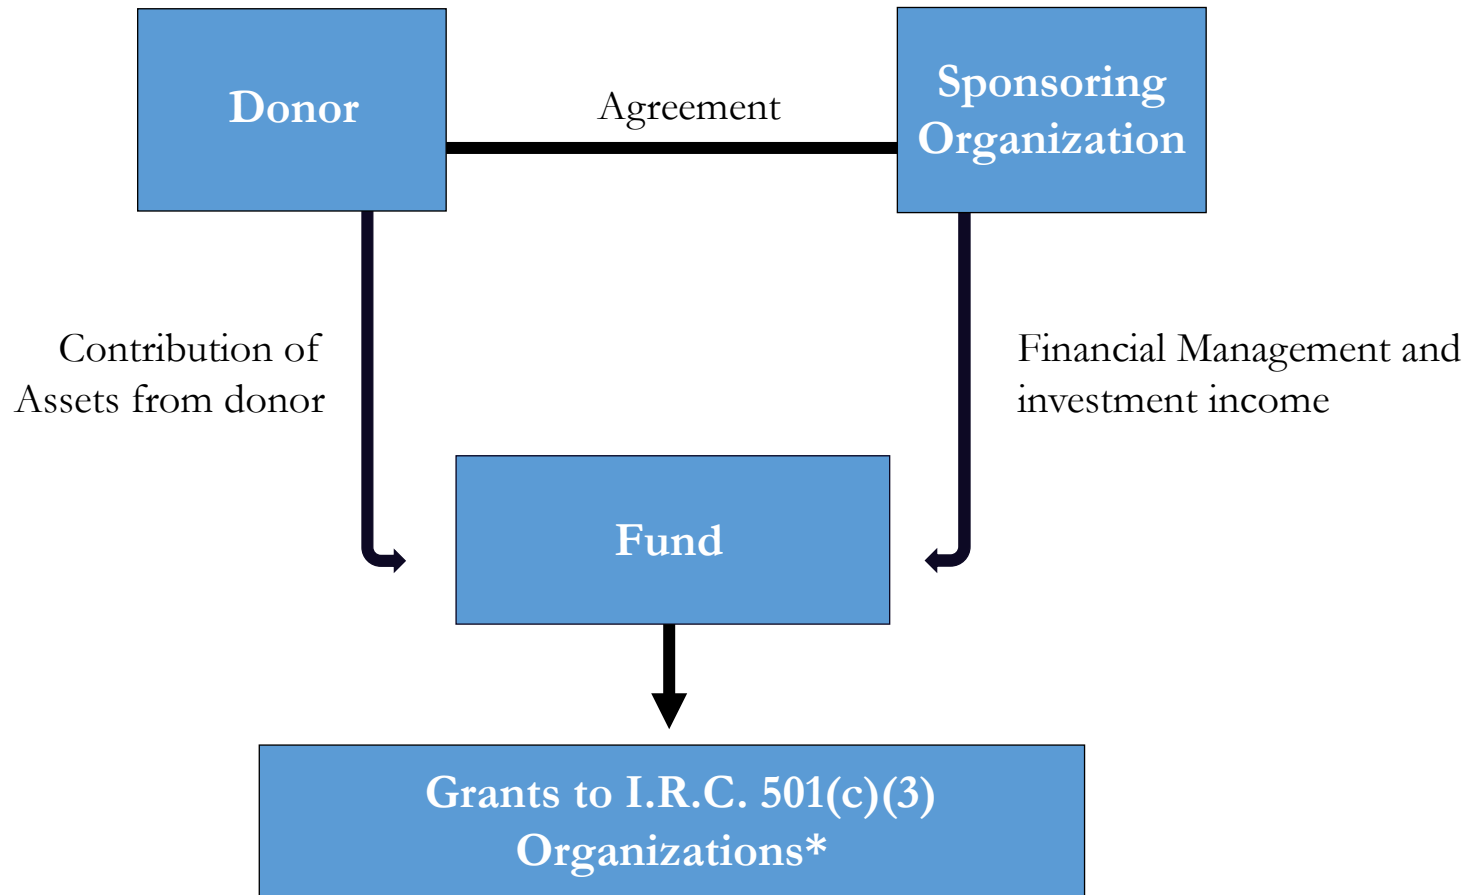 Donor
Agreement
Sponsoring
Organization
Contribution of
Assets from donor
Financial Management and
investment income
Fund
Grants to I.R.C. 501(c)(3)
Organizations*